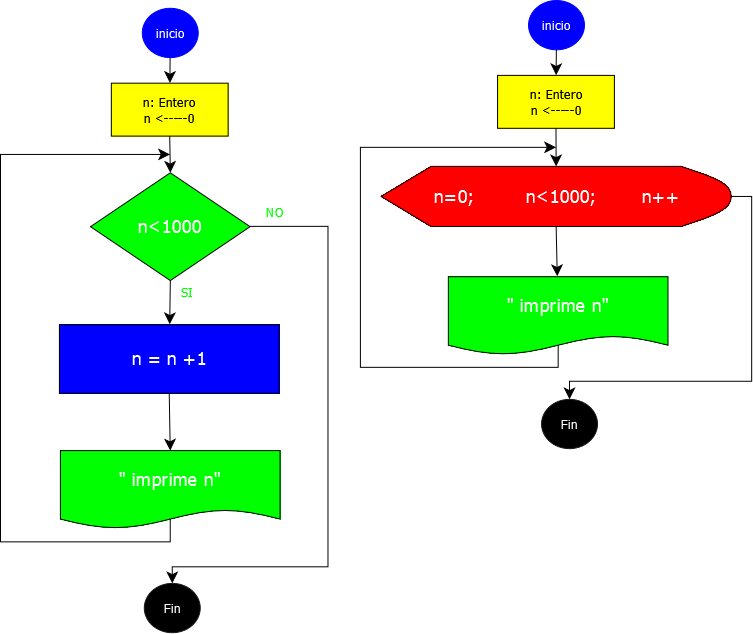 inicio
n: Entero
n <-----0
n<1000
NO
SI
n = n +1
" imprime n"
Fin
inicio
n: Entero
n <-----0
n=0; n<1000; n++
" imprime n"
Fin